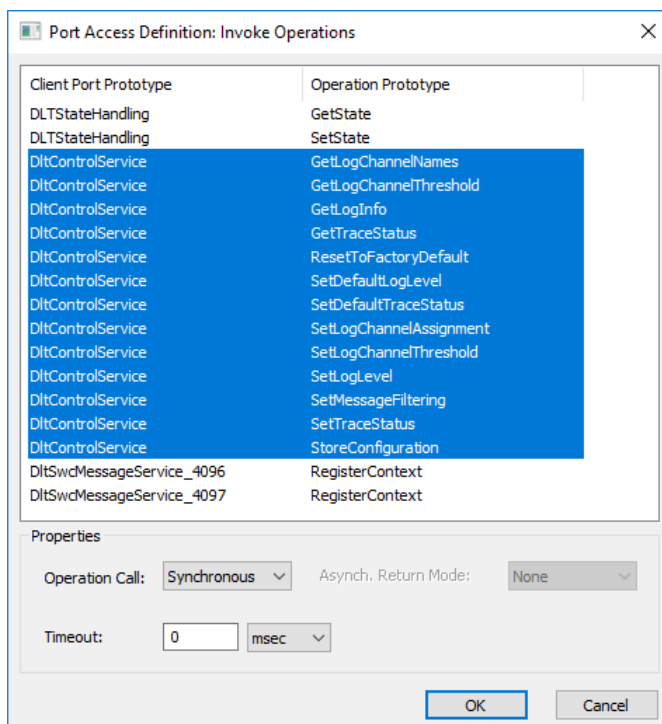 Port Access Definition: Invoke Operations
Client Port Prototype Operation Prototype
DLTStateHandling GetState
DLTStateHandling SetState
DltControlService GetLogChannelNames
DltControlService GetLogChannelThreshold
DltControlService GetLogInfo
DltControlService GetTraceStatus
DltControlService ResetToFactoryDefault
DltControlService SetDefaultLogLevel
DltControlService SetDefaultTraceStatus
DltControlService SetLogChannelAssignment
DltControlService SetLogChannelThreshold
DltControlService SetLogLevel
DltControlService SetMessageFiltering
DltControlService SetTraceStatus
DltControlService StoreConfiguration
DltSwcMessageService_4096 RegisterContext
DltSwcMessageService_4097 RegisterContext
Properties
Operation Call: Synchronous Asynch. Return Mode: None
Timeout: 0 msec
OK Cancel